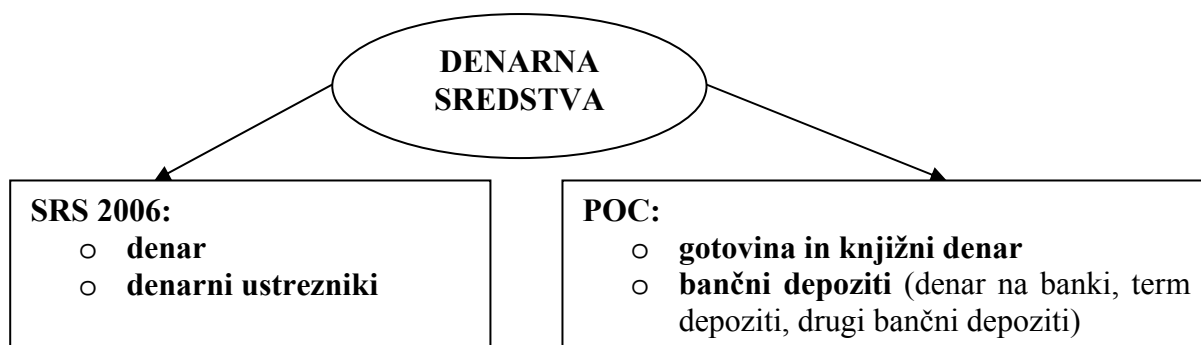 DENARNA
SREDSTVA
SRS 2006:
o denar
o denarni ustrezniki
POC:
o gotovina in knjižni denar
o bančni depoziti (denar na banki, term
depoziti, drugi bančni depoziti)